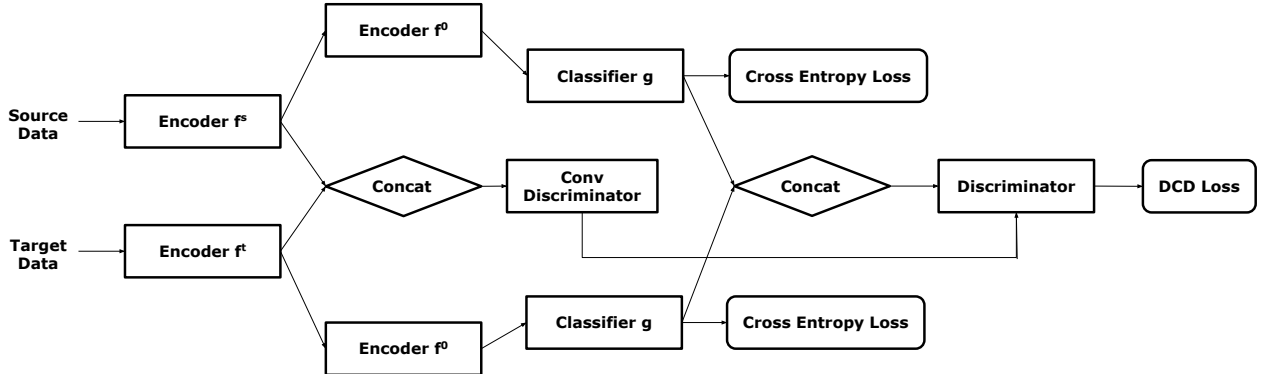 Encoder f⁰
Classifier g
Cross Entropy Loss
Source
Data
Encoder fˢ
Concat
Conv
Discriminator
Concat
Discriminator
DCD Loss
Target
Data
Encoder fᵗ
Classifier g
Cross Entropy Loss
Encoder f⁰